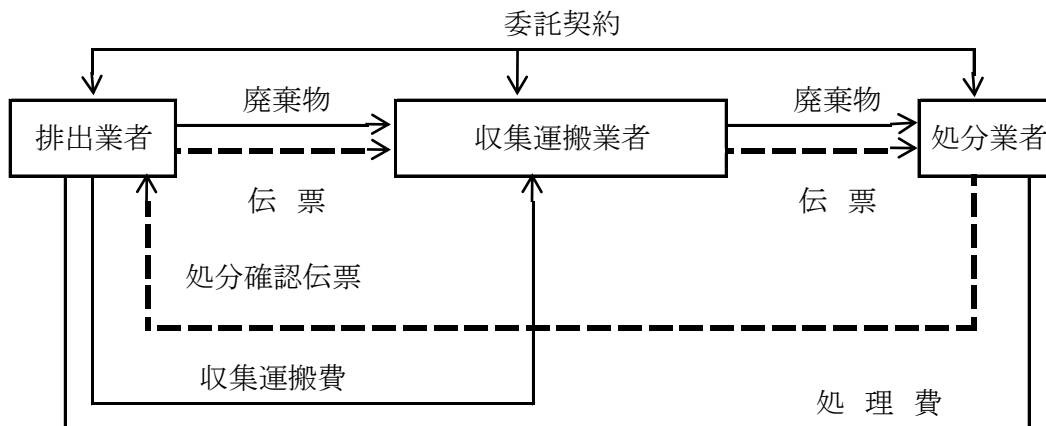 委託契約
廃棄物
廃棄物
排出業者
収集運搬業者
処分業者
伝 票
伝 票
処分確認伝票
収集運搬費
処 理 費